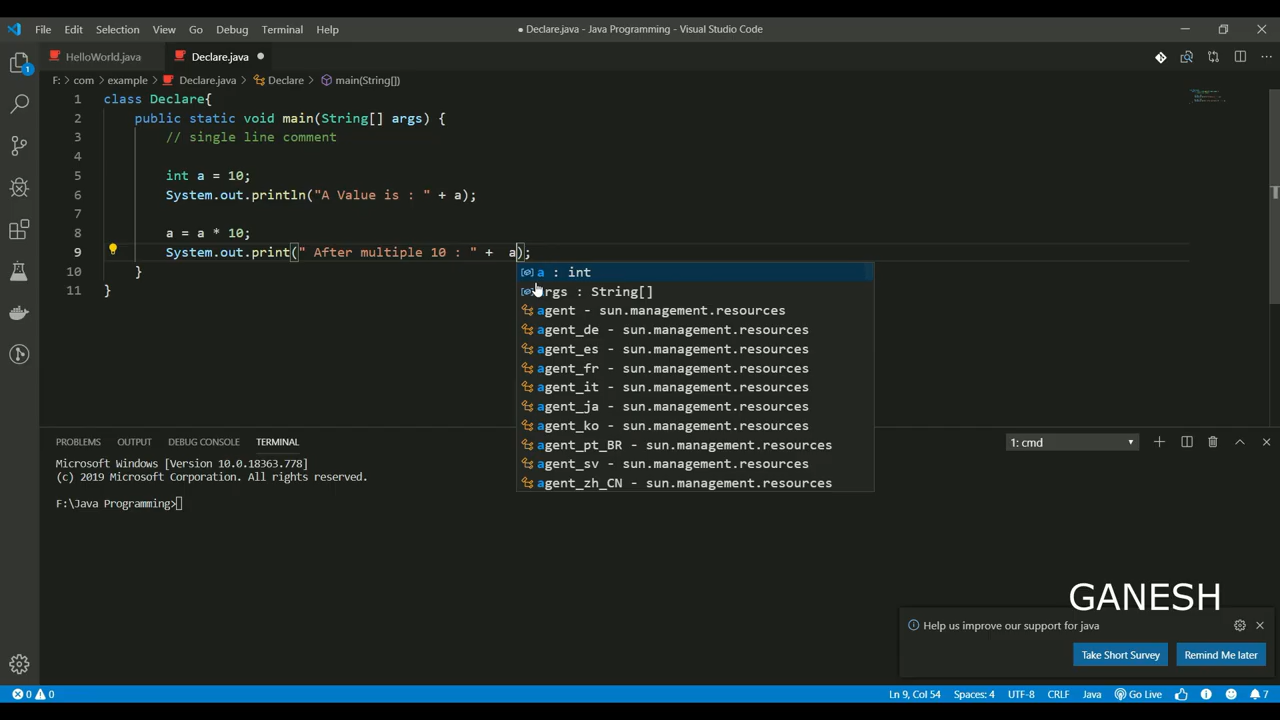 File Edit Selection View Go Debug Terminal Help
● Declare.java - Java Programming - Visual Studio Code
HelloWorld.java
Declare.java
F: > com > example > Declare.java > Declare > main(String[])
1 class Declare{
2 public static void main(String[] args) {
3 // single line comment
4
5 int a = 10;
6 System.out.println("A Value is : " + a);
7
8 a = a * 10;
9 System.out.print(" After multiple 10 : " +  a);
10 }
11 }
a : int
args : String[]
agent - sun.management.resources
agent_de - sun.management.resources
agent_es - sun.management.resources
agent_fr - sun.management.resources
agent_it - sun.management.resources
agent_ja - sun.management.resources
agent_ko - sun.management.resources
agent_pt_BR - sun.management.resources
agent_sv - sun.management.resources
agent_zh_CN - sun.management.resources
1
PROBLEMS OUTPUT DEBUG CONSOLE TERMINAL
1: cmd
Microsoft Windows [Version 10.0.18363.778]
(c) 2019 Microsoft Corporation. All rights reserved.
F:\Java Programming>
GANESH
Help us improve our support for java
Take Short Survey
Remind Me later
0 0
Ln 9, Col 54 Spaces: 4 UTF-8 CRLF Java Go Live 7